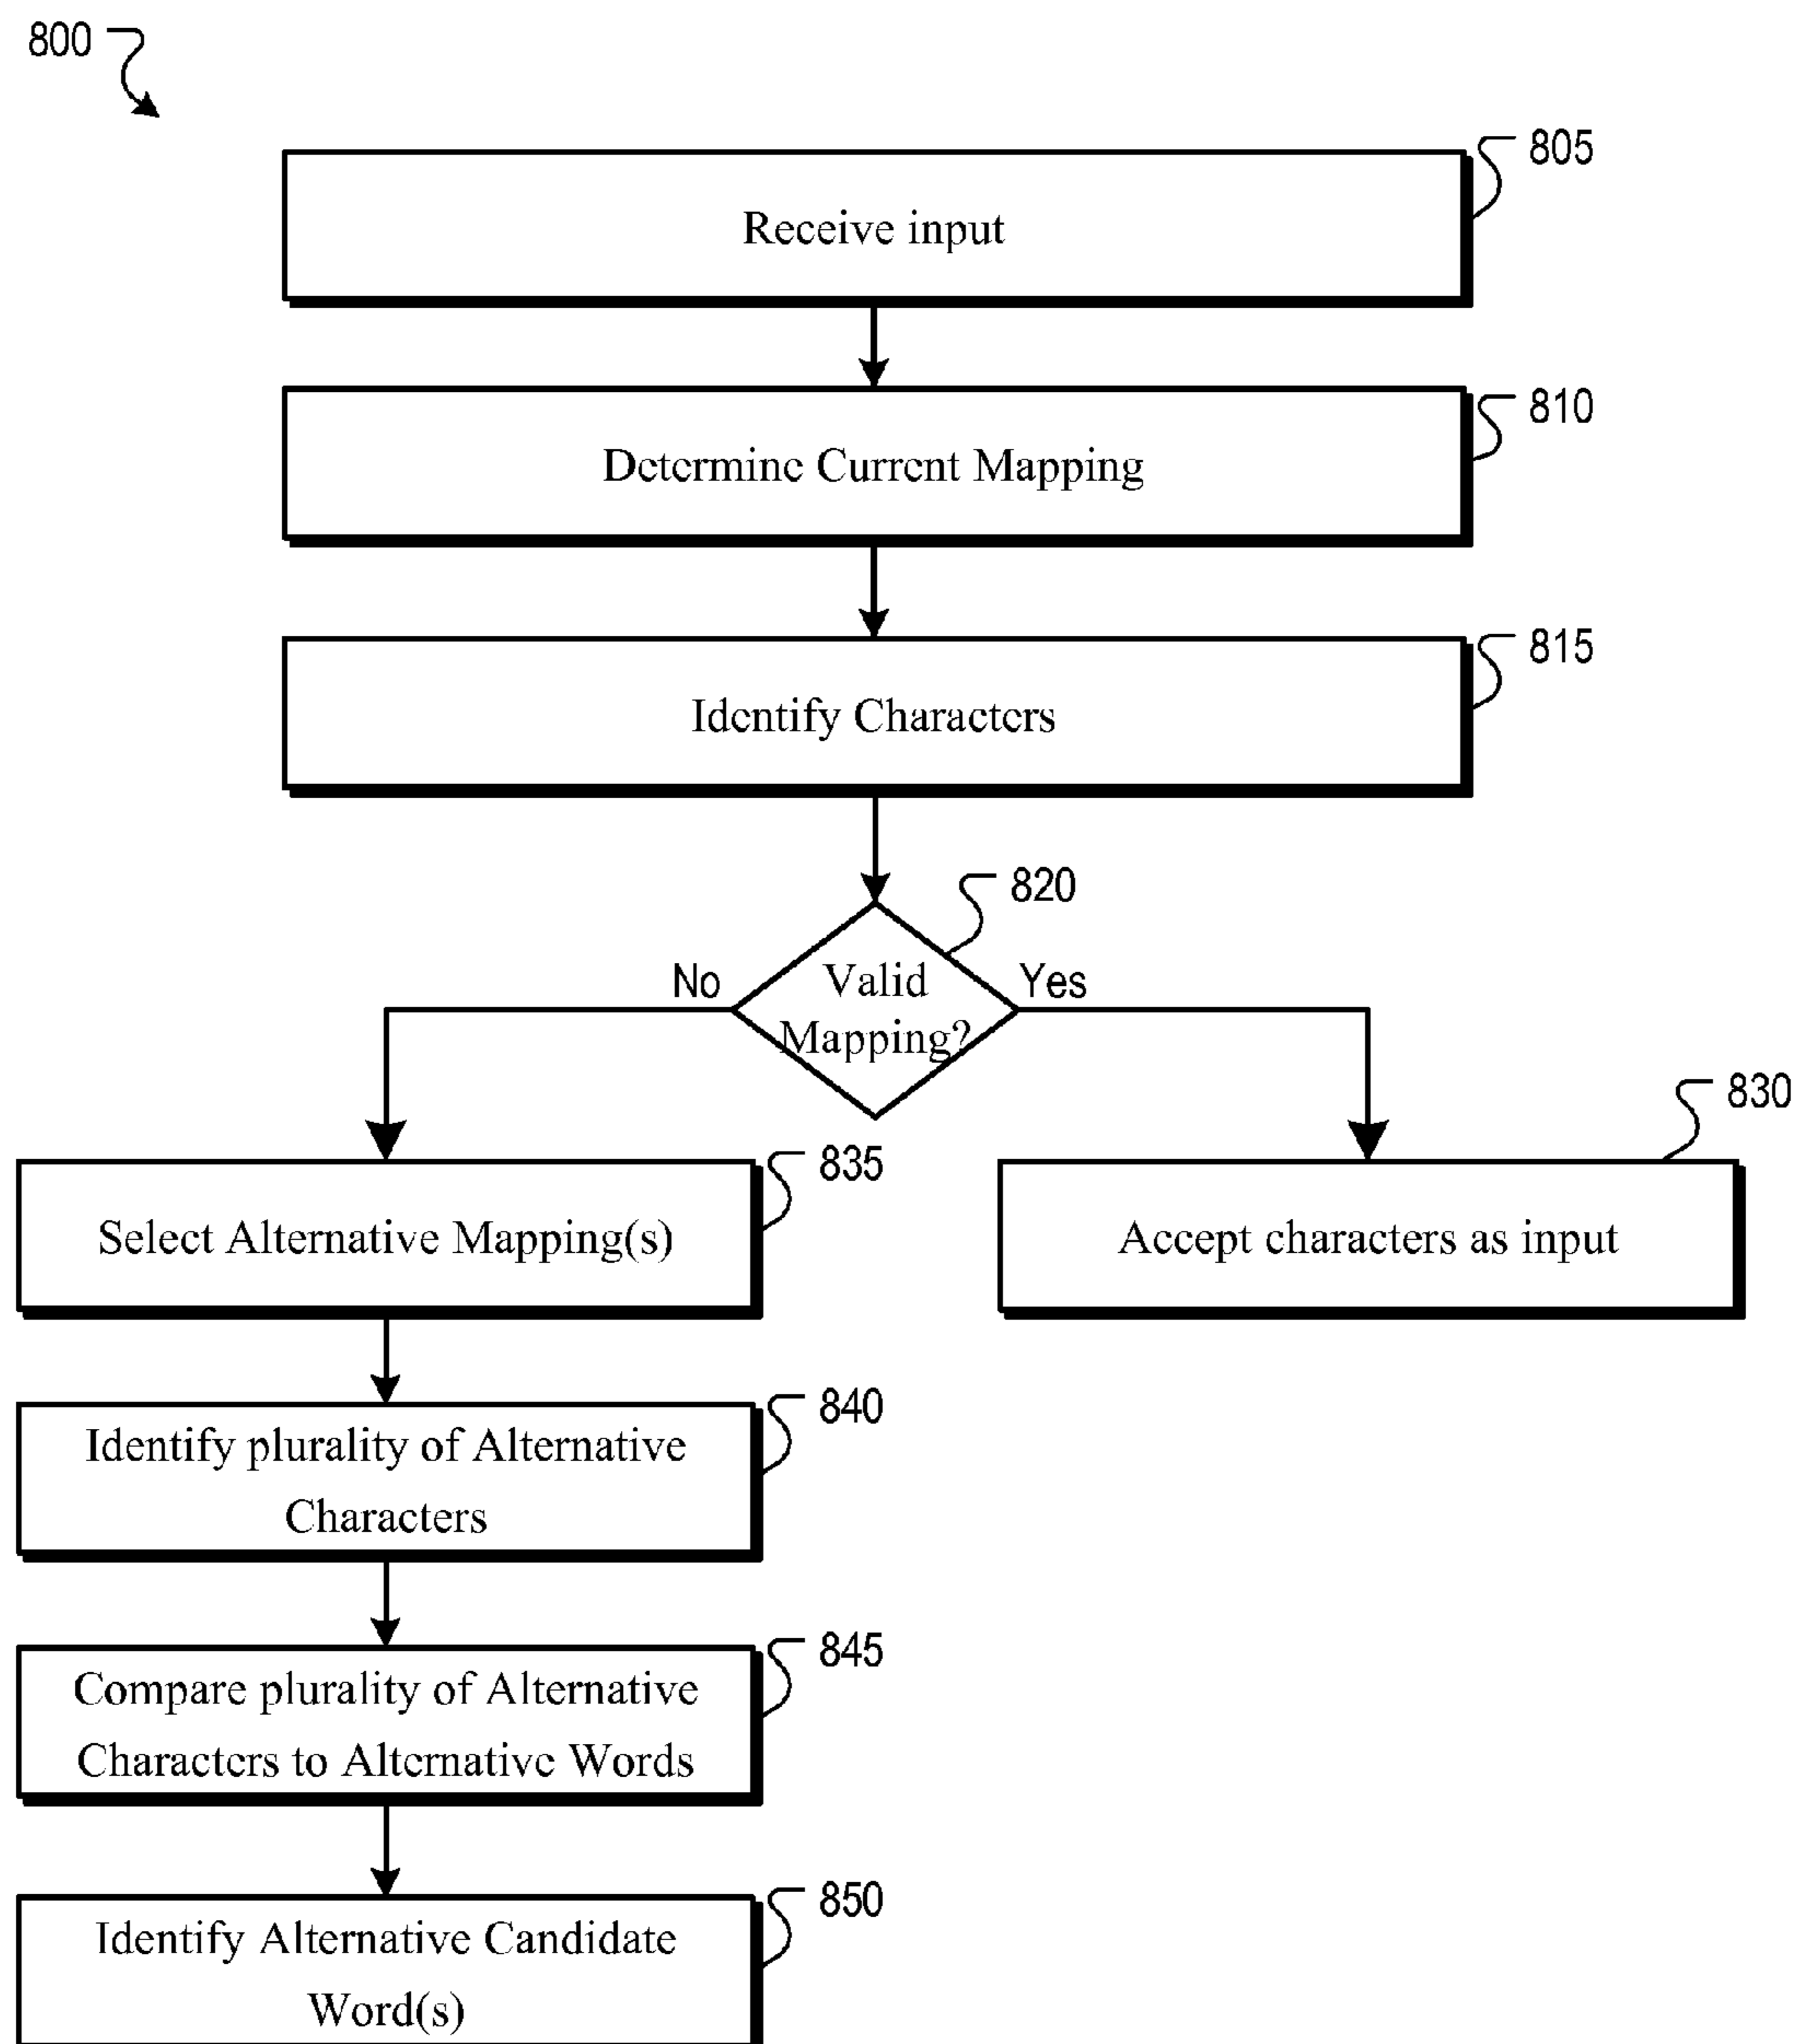 800
805
Receive input
810
Determine Current Mapping
815
Identify Characters
820
No
Valid
Yes
Mapping?
830
835
Select Alternative Mapping(s)
Accept characters as input
840
Identify plurality of Alternative
Characters
845
Compare plurality of Alternative
Characters to Alternative Words
850
Identify Alternative Candidate
Word(s)